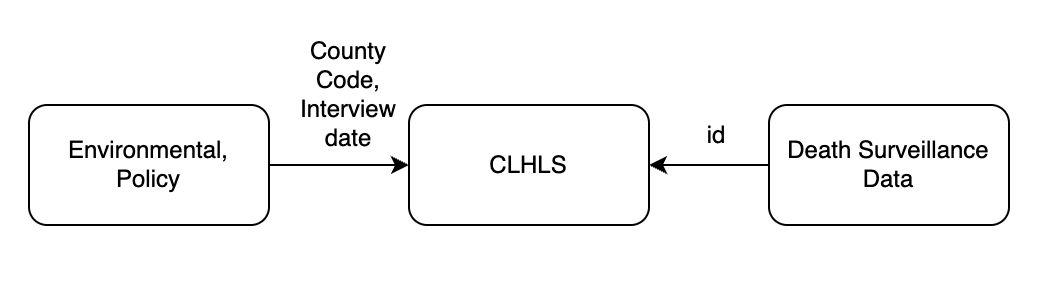 County
Code,
Interview
date
Environmental,
Policy
CLHLS
id
Death Surveillance
Data